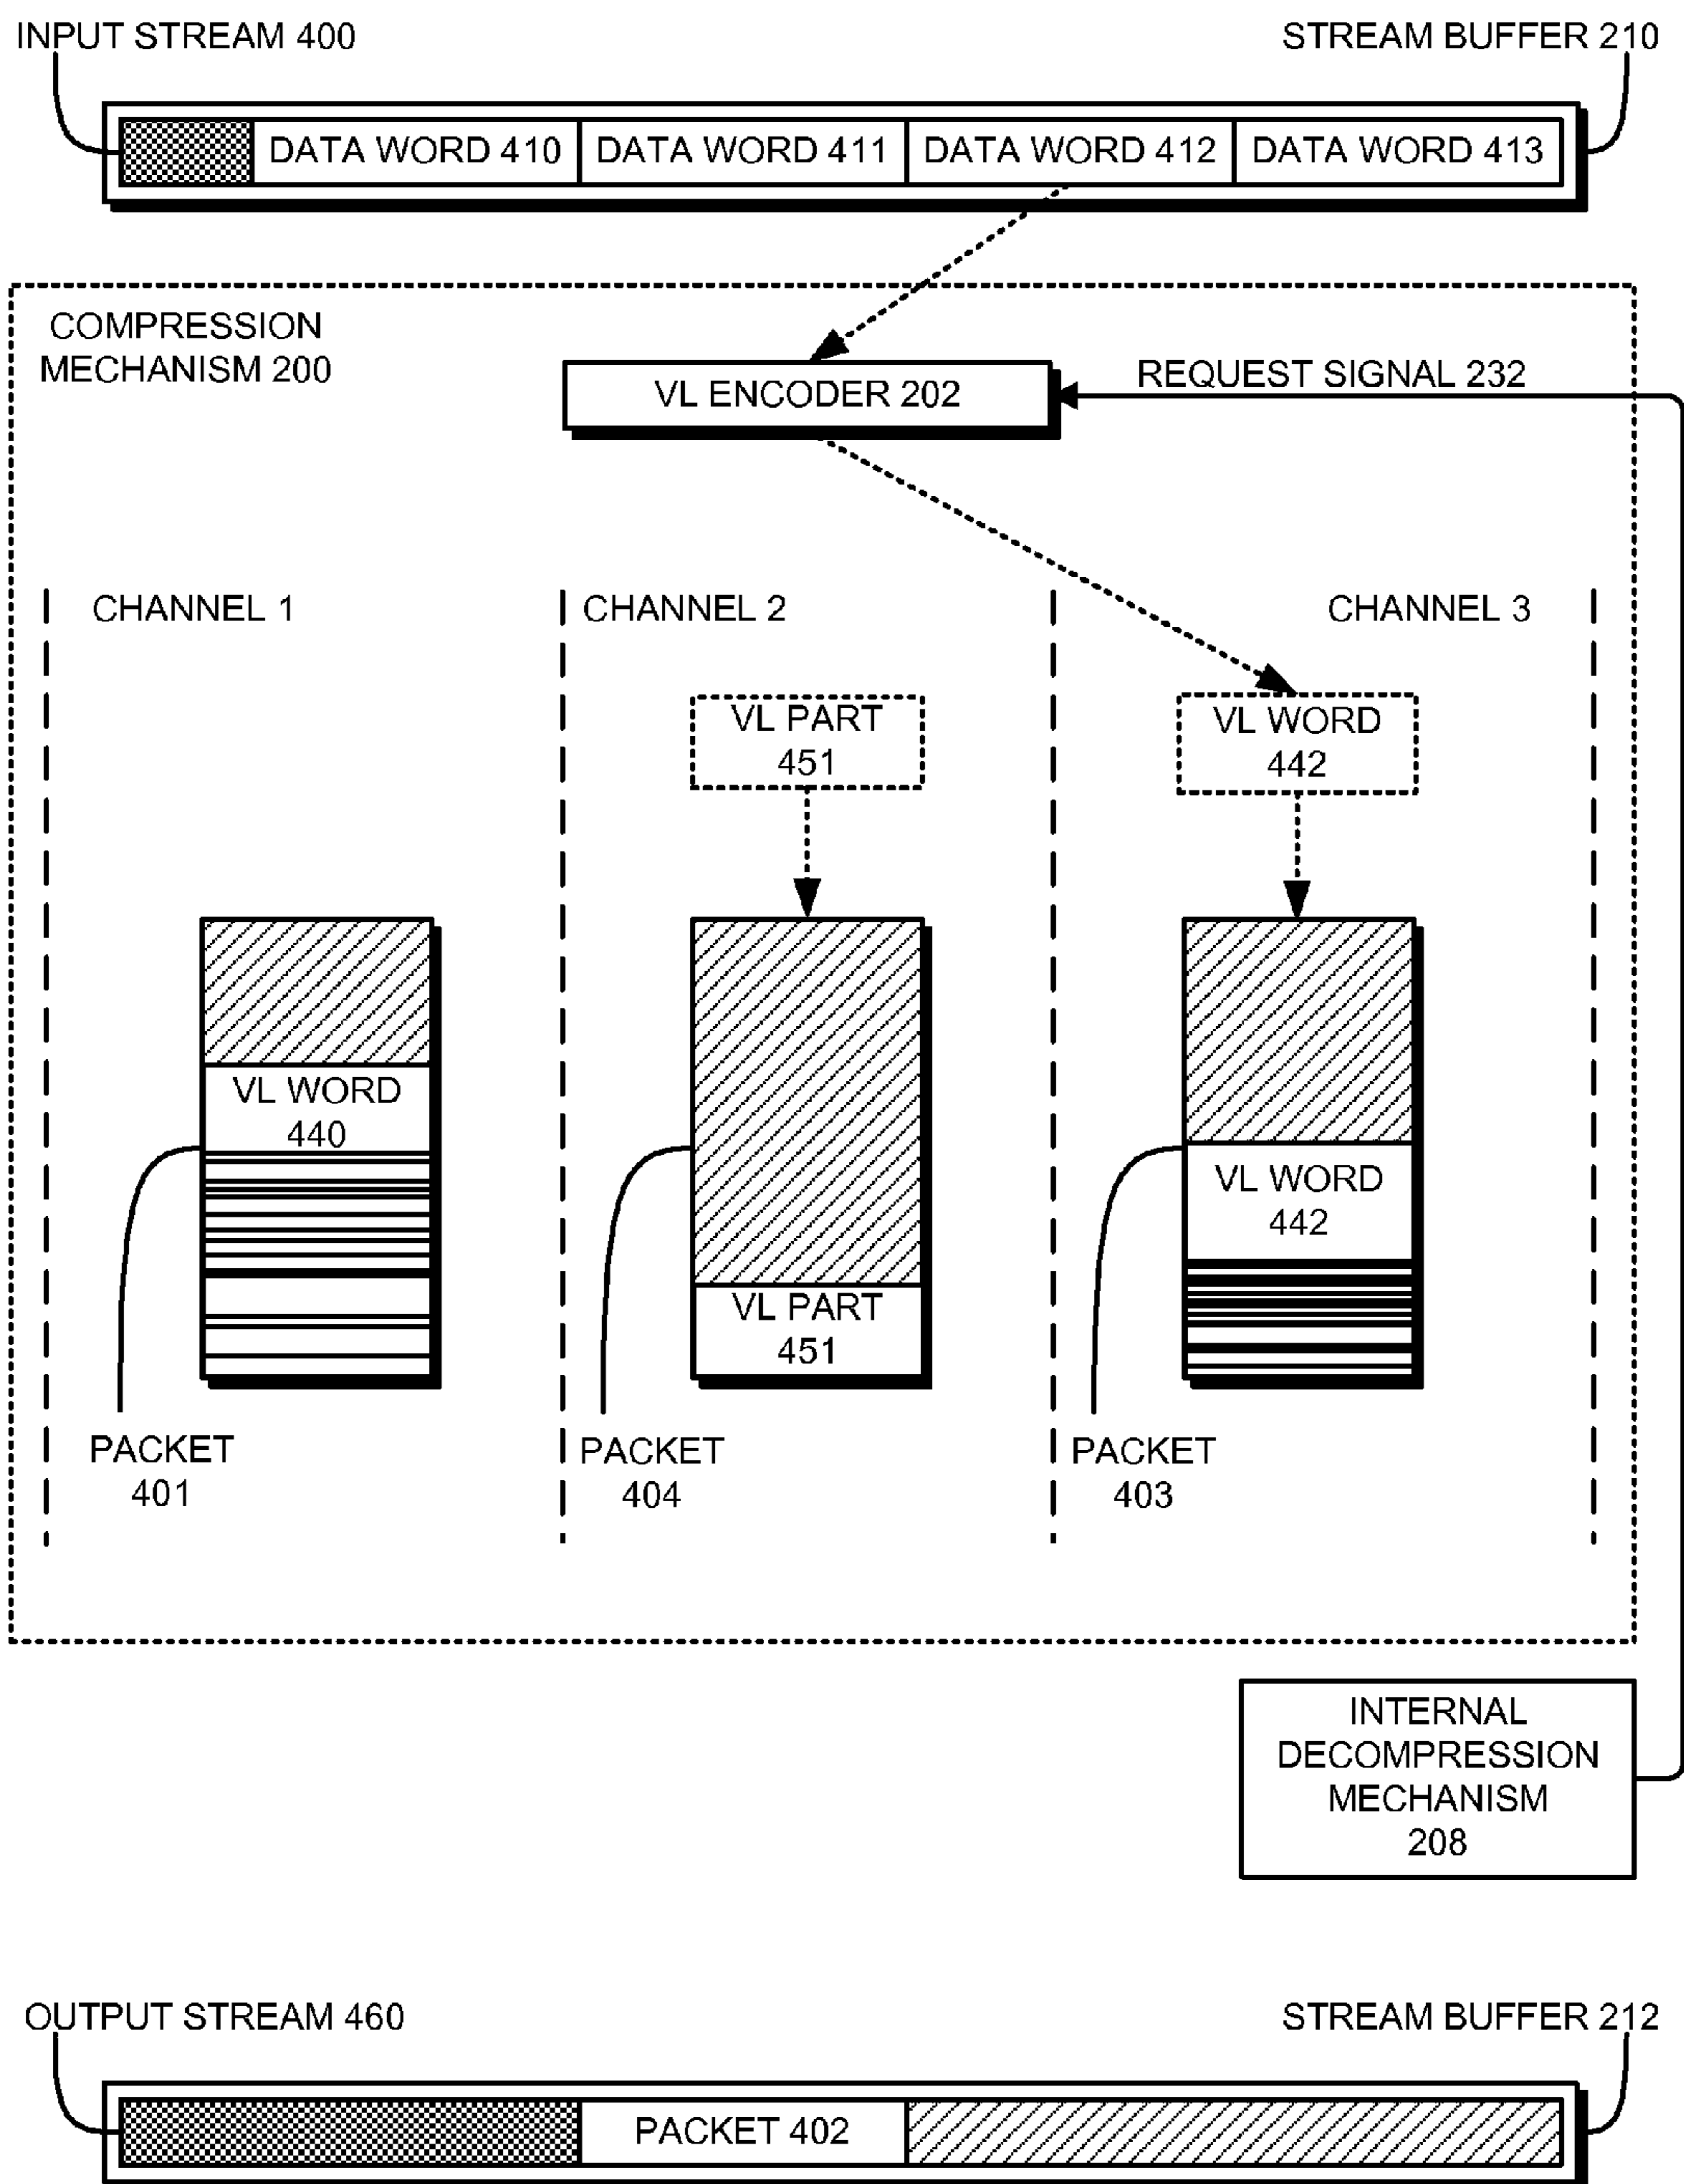 INPUT STREAM 400
STREAM BUFFER 210
DATA WORD 410
DATA WORD 411
DATA WORD 412
DATA WORD 413
COMPRESSION
MECHANISM 200
VL ENCODER 202
REQUEST SIGNAL 232
CHANNEL 1
CHANNEL 2
CHANNEL 3
VL PART
451
VL WORD
442
VL WORD
440
VL WORD
442
VL PART
451
PACKET
401
PACKET
404
PACKET
403
INTERNAL
DECOMPRESSION
MECHANISM
208
OUTPUT STREAM 460
STREAM BUFFER 212
PACKET 402